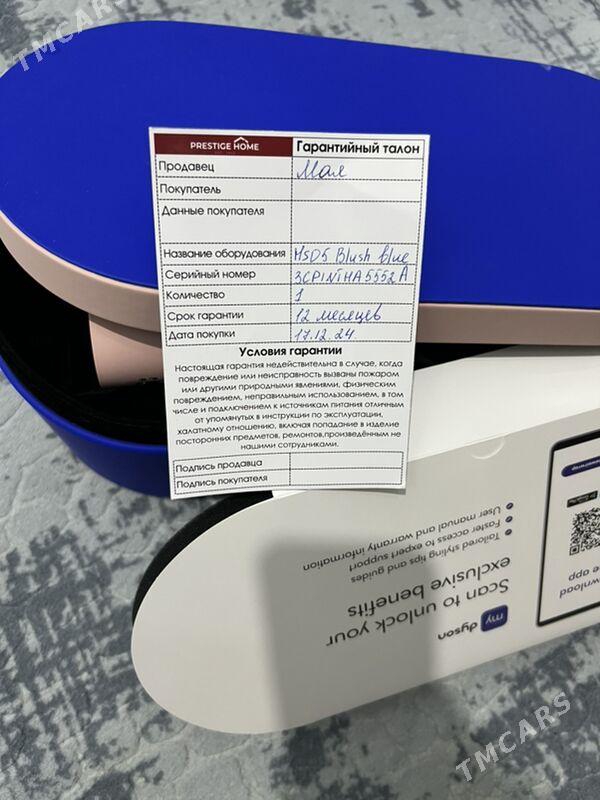 TMCARS
PRESTIGE HOME Гарантийный талон
Продавец Мая
Покупатель
Данные покупателя
Название оборудования HSD5 Blush blue
Серийный номер 3CPINTHA5552A
Количество 1
Срок гарантии 12 месяцев
Дата покупки 17.12.24
Условия гарантии
Настоящая гарантия недействительна в случае, когда
повреждение или неисправность вызваны пожаром
или другими природными явлениями, физическим
повреждением, неправильным использованием, в том
числе и подключением к источникам питания отличным
от упомянутых в инструкции по эксплуатации,
халатному отношению, включая попадание в изделие
посторонних предметов, ремонтов,произведённым не
нашими сотрудниками.
Подпись продавца
Подпись покупателя
my dyson
Scan to unlock your
exclusive benefits
Tailored styling tips and guides
Faster access to expert support
User manual and warranty information
TMCARS